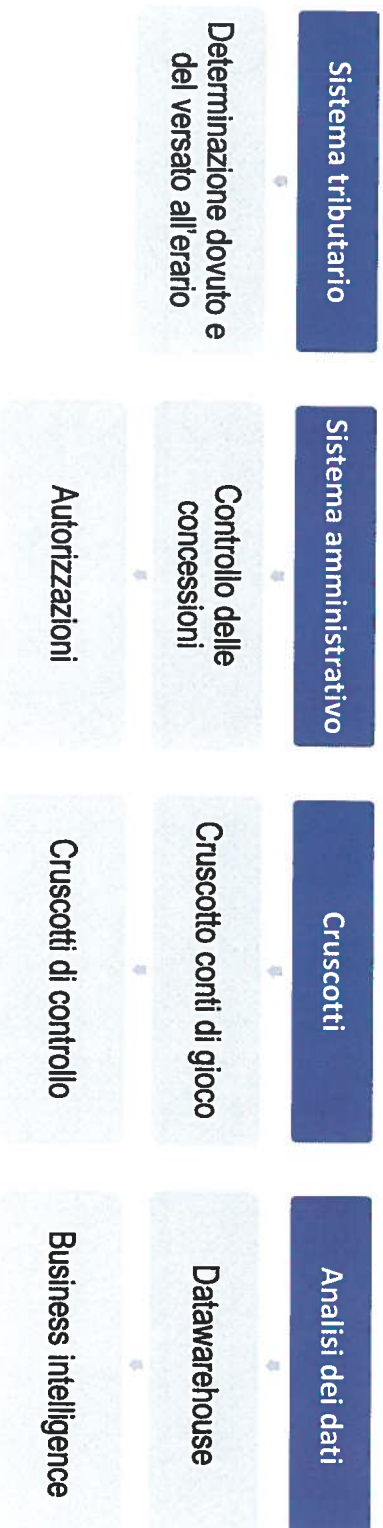 Sistema tributario
Determinazione dovuto e
del versato all'erario
Sistema amministrativo
Controllo delle
concessioni
Autorizzazioni
Cruscotti
Cruscotto conti di gioco
Cruscotti di controllo
Analisi dei dati
Datawarehouse
Business intelligence